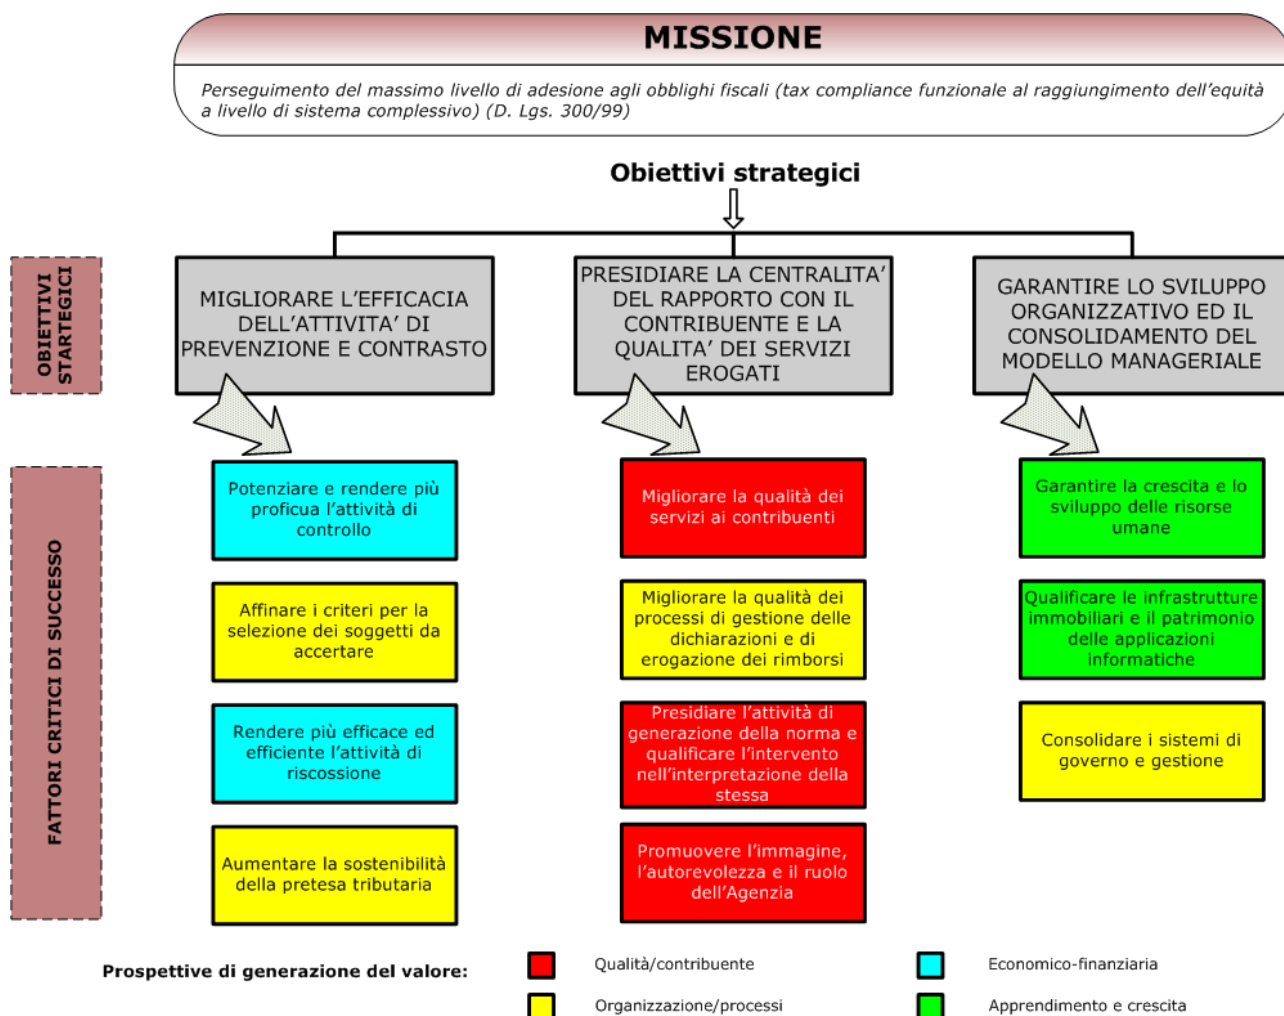 MISSIONE
Perseguimento del massimo livello di adesione agli obblighi fiscali (tax compliance funzionale al raggiungimento dell’equità
a livello di sistema complessivo) (D. Lgs. 300/99)
Obiettivi strategici
OBIETTIVI
STARTEGICI
MIGLIORARE L’EFFICACIA
DELL’ATTIVITA’ DI
PREVENZIONE E CONTRASTO
PRESIDIARE LA CENTRALITA’
DEL RAPPORTO CON IL
CONTRIBUENTE E LA
QUALITA’ DEI SERVIZI
EROGATI
GARANTIRE LO SVILUPPO
ORGANIZZATIVO ED IL
CONSOLIDAMENTO DEL
MODELLO MANAGERIALE
FATTORI CRITICI DI SUCCESSO
Potenziare e rendere più
proficua l’attività di
controllo
Affinare i criteri per la
selezione dei soggetti da
accertare
Rendere più efficace ed
efficiente l’attività di
riscossione
Aumentare la sostenibilità
della pretesa tributaria
Migliorare la qualità dei
servizi ai contribuenti
Migliorare la qualità dei
processi di gestione delle
dichiarazioni e di
erogazione dei rimborsi
Presidiare l’attività di
generazione della norma e
qualificare l’intervento
nell’interpretazione della
stessa
Promuovere l’immagine,
l’autorevolezza e il ruolo
dell’Agenzia
Garantire la crescita e lo
sviluppo delle risorse
umane
Qualificare le infrastrutture
immobiliari e il patrimonio
delle applicazioni
informatiche
Consolidare i sistemi di
governo e gestione
Prospettive di generazione del valore:
Qualità/contribuente
Economico-finanziaria
Organizzazione/processi
Apprendimento e crescita